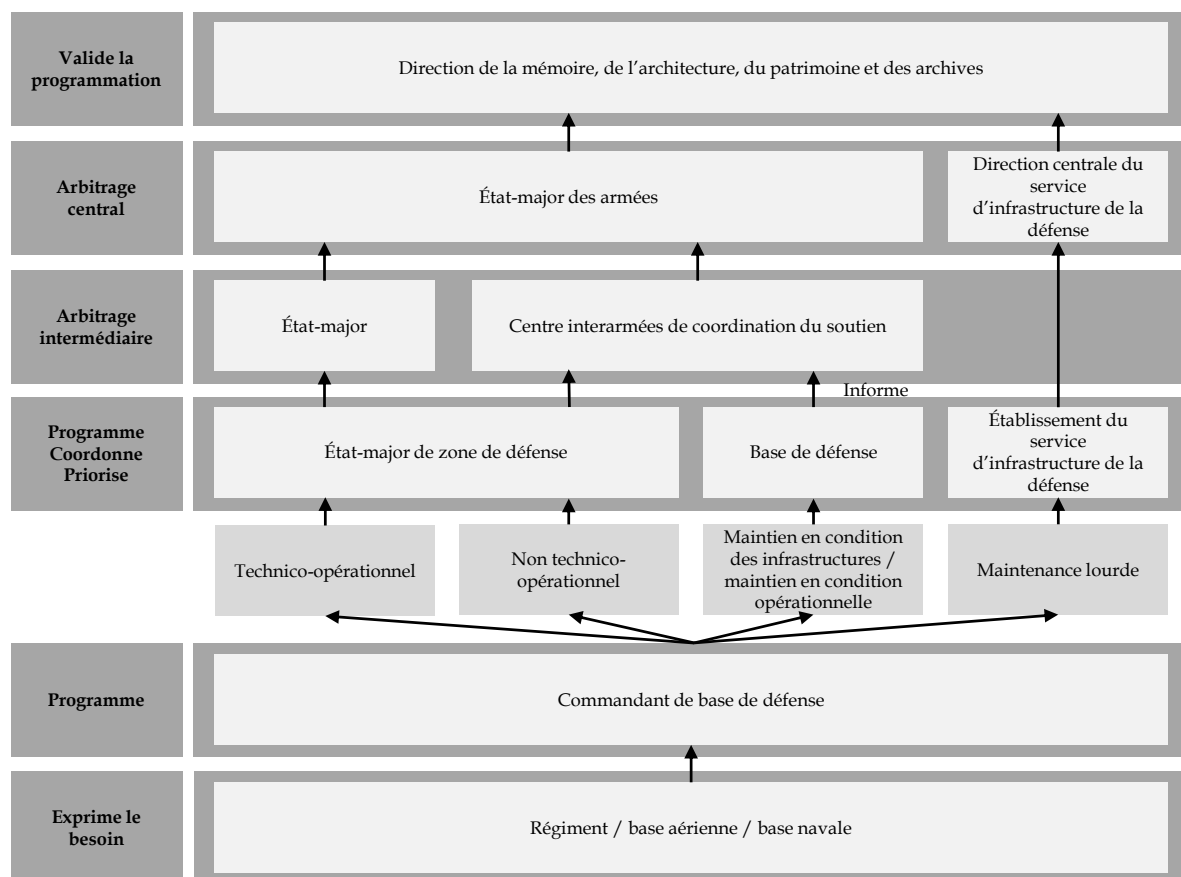 Valide la
programmation
Direction de la mémoire, de l'architecture, du patrimoine et des archives
Arbitrage
central
État-major des armées
Direction centrale du
service
d'infrastructure de la
défense
Arbitrage
intermédiaire
État-major
Centre interarmées de coordination du soutien
Informe
Programme
Coordonne
Priorise
État-major de zone de défense
Base de défense
Établissement du
service
d'infrastructure de la
défense
Technico-opérationnel
Non technico-
opérationnel
Maintien en condition
des infrastructures /
maintien en condition
opérationnelle
Maintenance lourde
Programme
Commandant de base de défense
Exprime le
besoin
Régiment / base aérienne / base navale